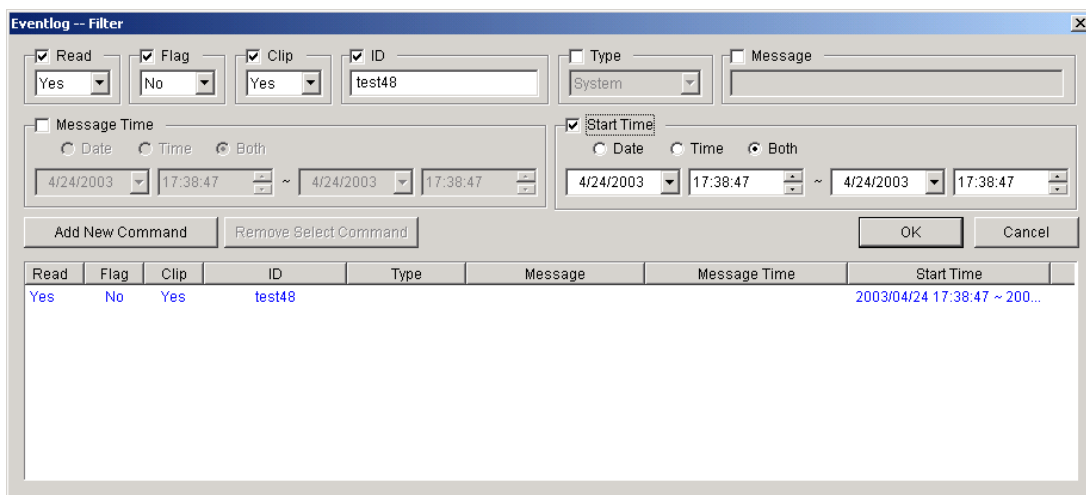 Eventlog -- Filter
Read Flag Clip ID Type Message
Yes No Yes test48 System
Message Time Start Time
Date Time Both Date Time Both
4/24/2003 17:38:47 ~ 4/24/2003 17:38:47 4/24/2003 17:38:47 ~ 4/24/2003 17:38:47
Add New Command Remove Select Command OK Cancel
Read Flag Clip ID Type Message Message Time Start Time
Yes No Yes test48 2003/04/24 17:38:47 ~ 200...